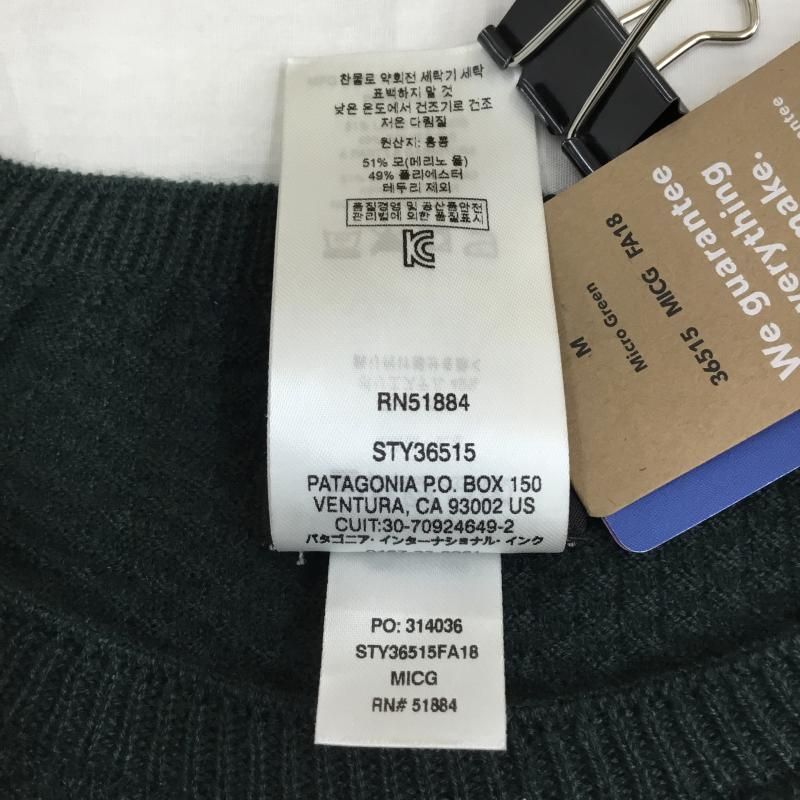 찬물로 약회전 세탁기 세탁
표백하지 말 것
낮은 온도에서 건조기로 건조
저온 다림질
원산지: 홍콩
51% 모(메리노 울)
49% 폴리에스터
테두리 제외
품질경영 및 공산품안전
관리법에 의한 품질표시
RN51884
STY36515
PATAGONIA P.O. BOX 150
VENTURA, CA 93002 US
CUIT:30-70924649-2
パタゴニア・インターナショナル・インク
PO: 314036
STY36515FA18
MICG
RN# 51884
We guarantee
everything
make.
36515 MICG FA18
Micro Green
M